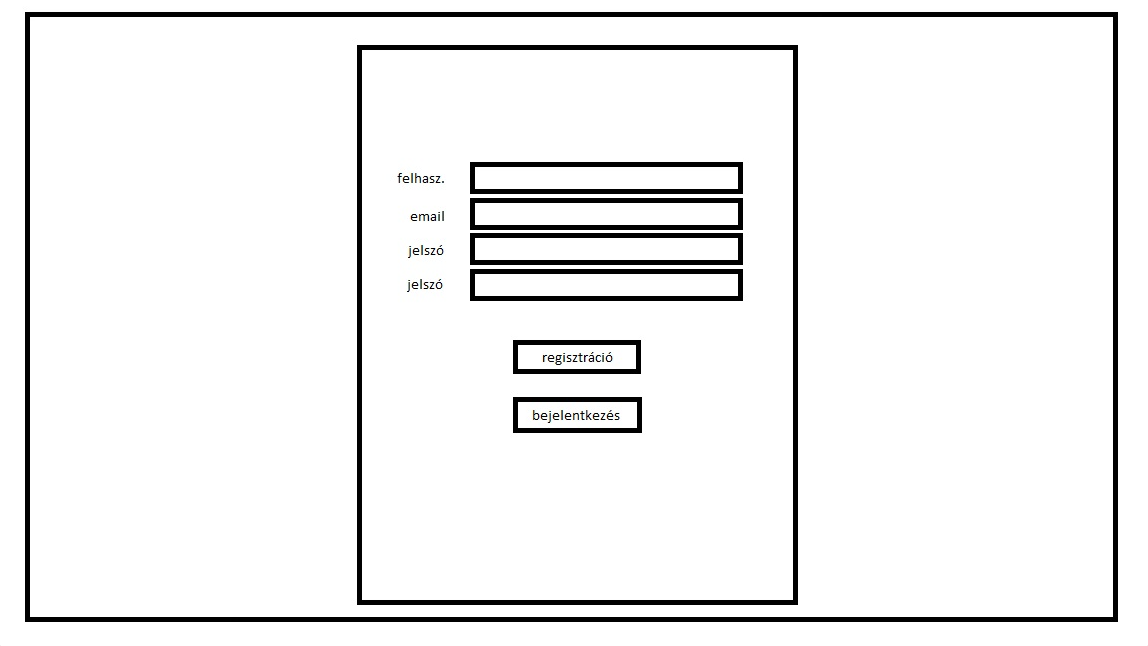 felhasz.
email
jelszó
jelszó
regisztráció
bejelentkezés